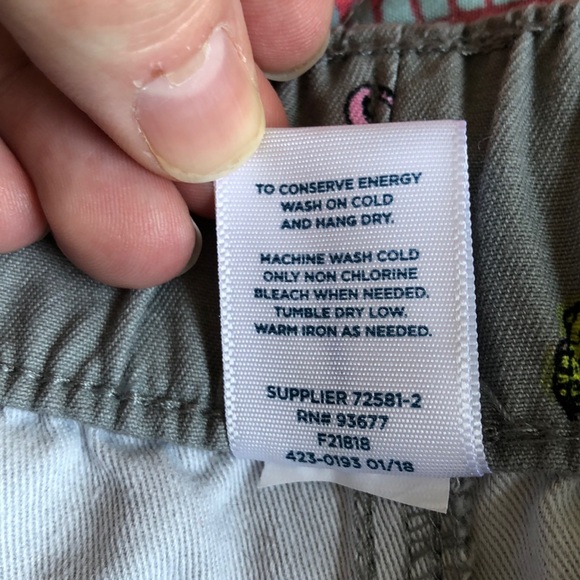 TO CONSERVE ENERGY
WASH ON COLD
AND HANG DRY.
MACHINE WASH COLD
ONLY NON CHLORINE
BLEACH WHEN NEEDED.
TUMBLE DRY LOW.
WARM IRON AS NEEDED.
SUPPLIER 72581-2
RN# 93677
F21818
423-0193 01/18